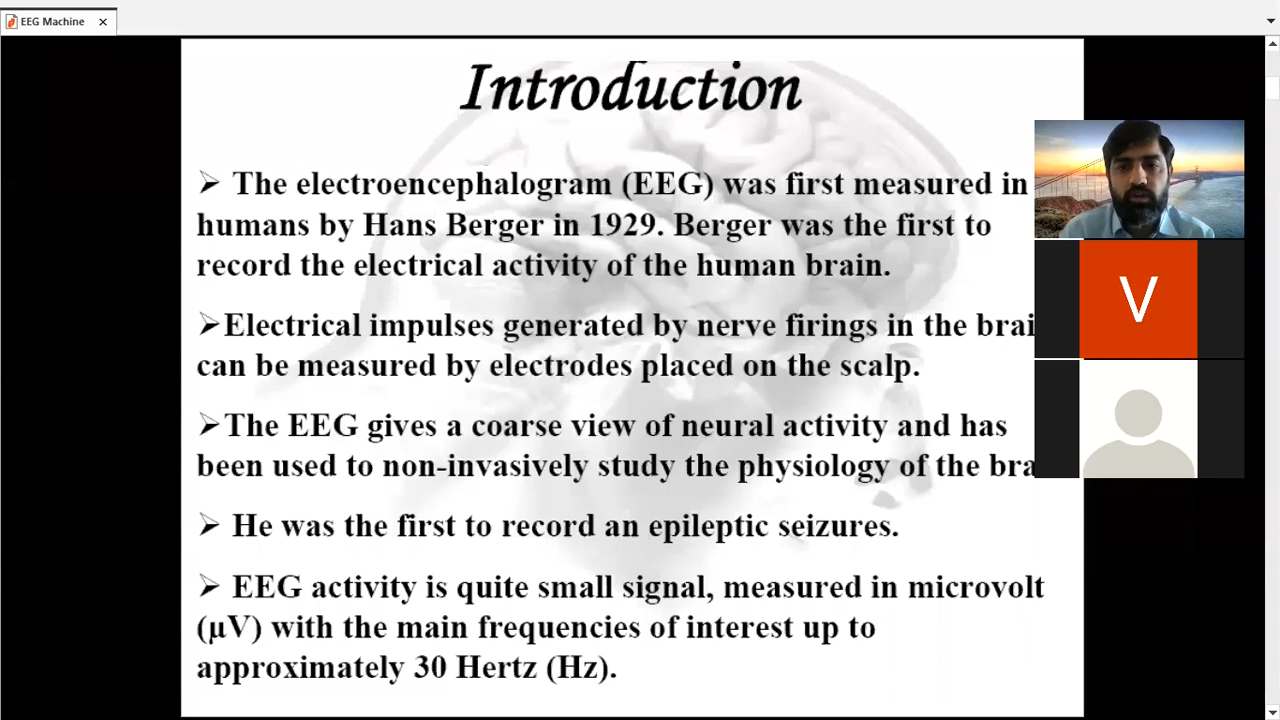 EEG Machine
Introduction
➢ The electroencephalogram (EEG) was first measured in
humans by Hans Berger in 1929. Berger was the first to
record the electrical activity of the human brain.
➢Electrical impulses generated by nerve firings in the brai
can be measured by electrodes placed on the scalp.
➢The EEG gives a coarse view of neural activity and has
been used to non-invasively study the physiology of the bra
➢ He was the first to record an epileptic seizures.
➢ EEG activity is quite small signal, measured in microvolt
(µV) with the main frequencies of interest up to
approximately 30 Hertz (Hz).
V